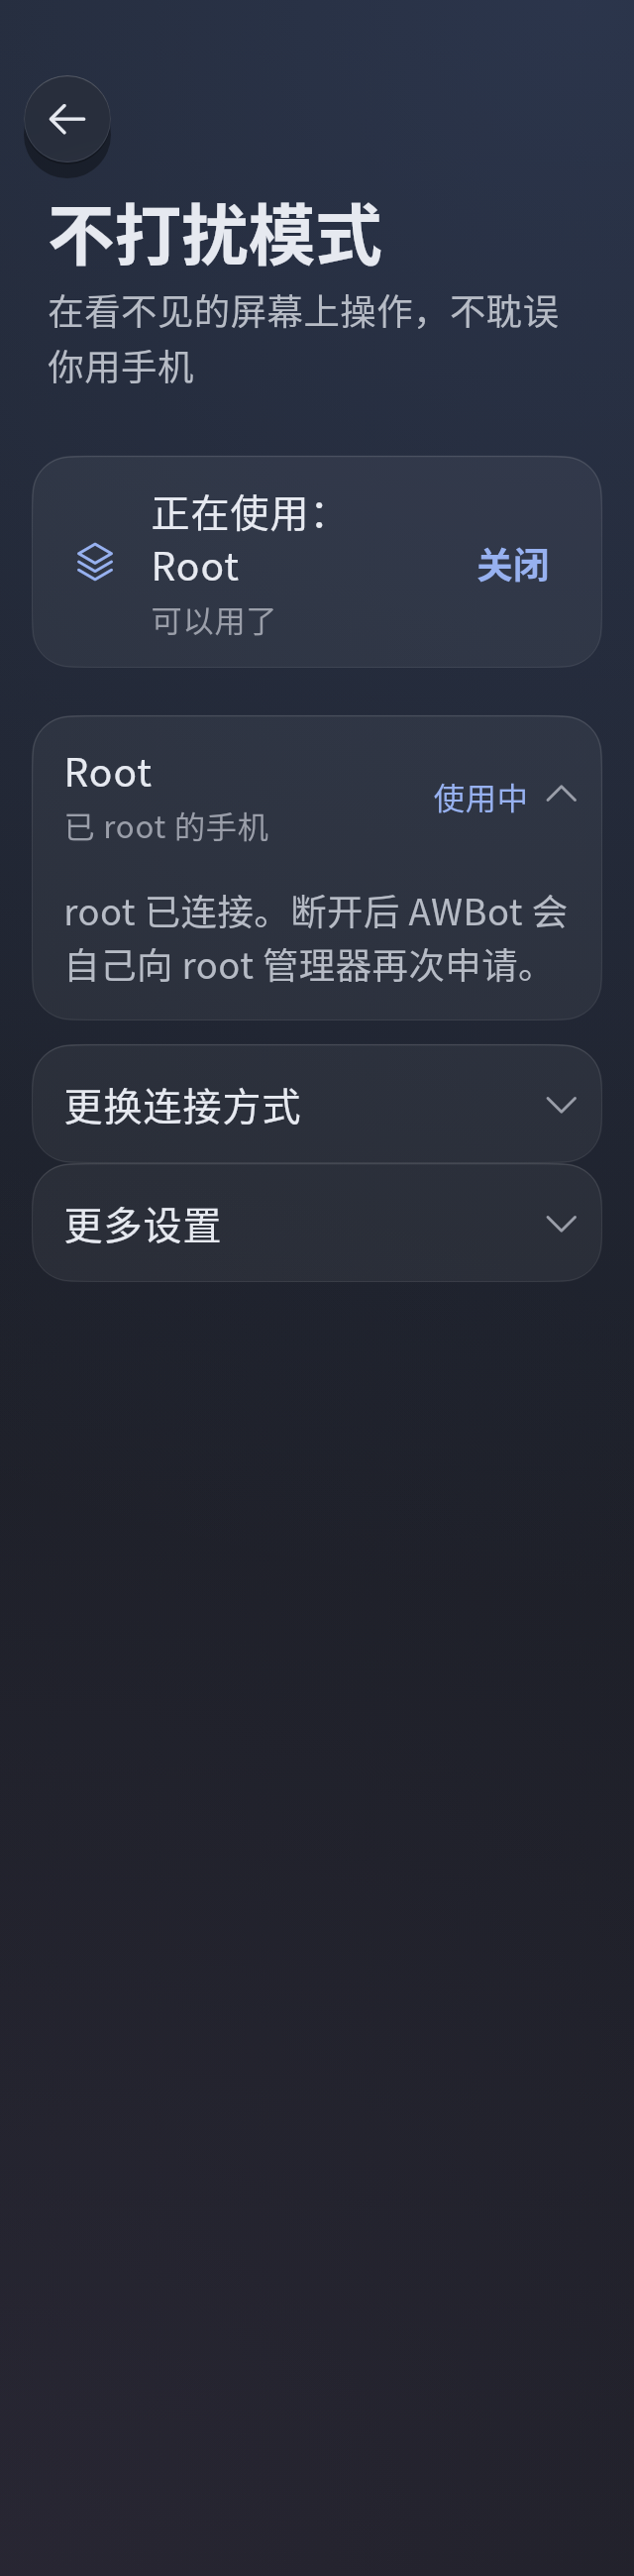 不打扰模式
在看不见的屏幕上操作，不耽误
你用手机
正在使用：
Root
可以用了
关闭
Root
已 root 的手机
使用中
root 已连接。断开后 AWBot 会
自己向 root 管理器再次申请。
更换连接方式
更多设置